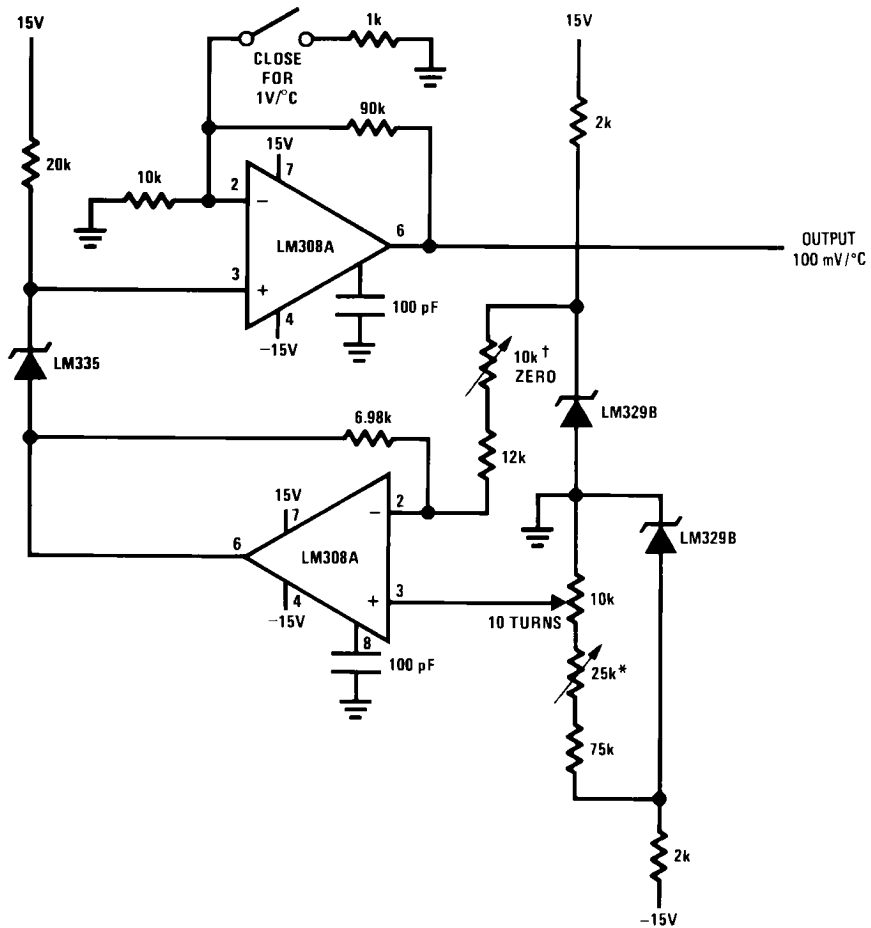 15V
1k
15V
CLOSE
FOR
1V/°C
90k
2k
20k
15V
10k
2
7
−
LM308A
6
OUTPUT
100 mV/°C
3
+
4
100 pF
−15V
10k†
ZERO
LM335
LM329B
6.98k
12k
15V
7
2
−
LM329B
6
LM308A
3
+
4
−15V
10 TURNS
10k
8
100 pF
25k*
75k
2k
−15V